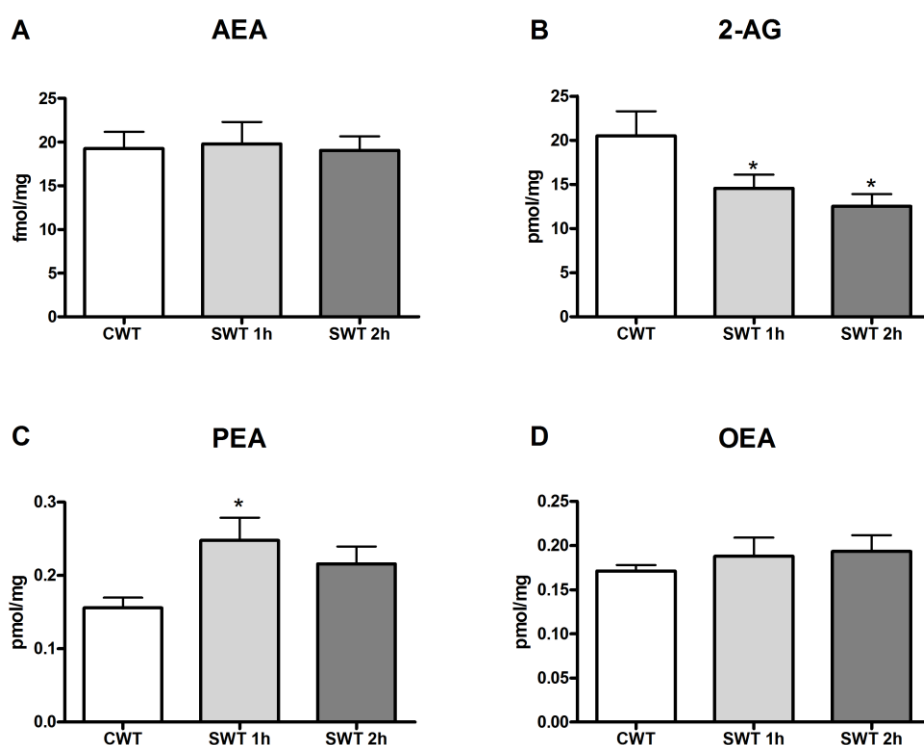 A AEA
25
20
15
10
5
0
fmol/mg
CWT SWT 1h SWT 2h
B 2-AG
25
20
15
10
5
0
pmol/mg
* *
CWT SWT 1h SWT 2h
C PEA
0.3
0.2
0.1
0.0
pmol/mg
*
CWT SWT 1h SWT 2h
D OEA
0.25
0.20
0.15
0.10
0.05
0.00
pmol/mg
CWT SWT 1h SWT 2h